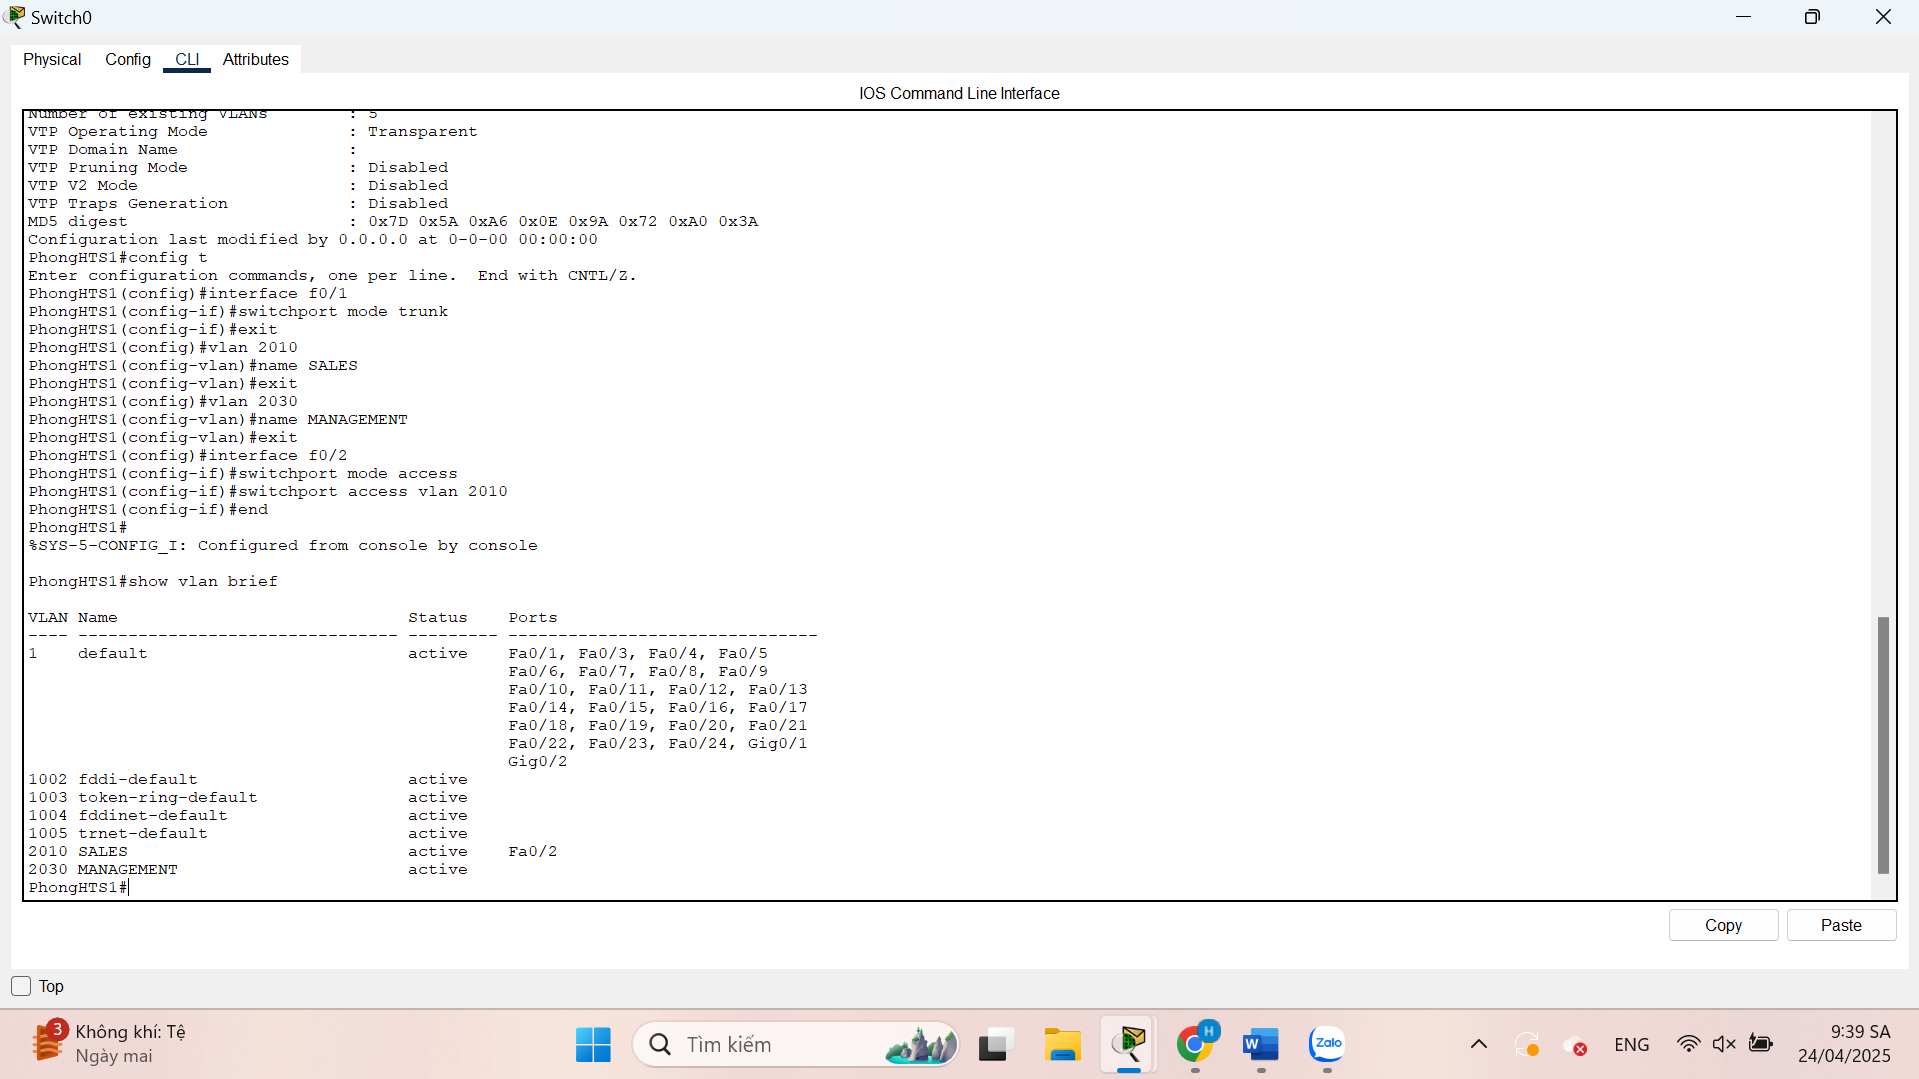 Switch0
Physical Config CLI Attributes
IOS Command Line Interface
Number of existing VLANs : 5
VTP Operating Mode : Transparent
VTP Domain Name :
VTP Pruning Mode : Disabled
VTP V2 Mode : Disabled
VTP Traps Generation : Disabled
MD5 digest : 0x7D 0x5A 0xA6 0x0E 0x9A 0x72 0xA0 0x3A
Configuration last modified by 0.0.0.0 at 0-0-00 00:00:00
PhongHTS1#config t
Enter configuration commands, one per line. End with CNTL/Z.
PhongHTS1(config)#interface f0/1
PhongHTS1(config-if)#switchport mode trunk
PhongHTS1(config-if)#exit
PhongHTS1(config)#vlan 2010
PhongHTS1(config-vlan)#name SALES
PhongHTS1(config-vlan)#exit
PhongHTS1(config)#vlan 2030
PhongHTS1(config-vlan)#name MANAGEMENT
PhongHTS1(config-vlan)#exit
PhongHTS1(config)#interface f0/2
PhongHTS1(config-if)#switchport mode access
PhongHTS1(config-if)#switchport access vlan 2010
PhongHTS1(config-if)#end
PhongHTS1#
%SYS-5-CONFIG_I: Configured from console by console
PhongHTS1#show vlan brief
VLAN Name Status Ports
---- -------------------------------- --------- -------------------------------
1 default active Fa0/1, Fa0/3, Fa0/4, Fa0/5
Fa0/6, Fa0/7, Fa0/8, Fa0/9
Fa0/10, Fa0/11, Fa0/12, Fa0/13
Fa0/14, Fa0/15, Fa0/16, Fa0/17
Fa0/18, Fa0/19, Fa0/20, Fa0/21
Fa0/22, Fa0/23, Fa0/24, Gig0/1
Gig0/2
1002 fddi-default active
1003 token-ring-default active
1004 fddinet-default active
1005 trnet-default active
2010 SALES active Fa0/2
2030 MANAGEMENT active
PhongHTS1#
Copy Paste
Top
3 Không khí: Tệ
Ngày mai
Tìm kiếm
H
W
Zalo
ENG
9:39 SA
24/04/2025